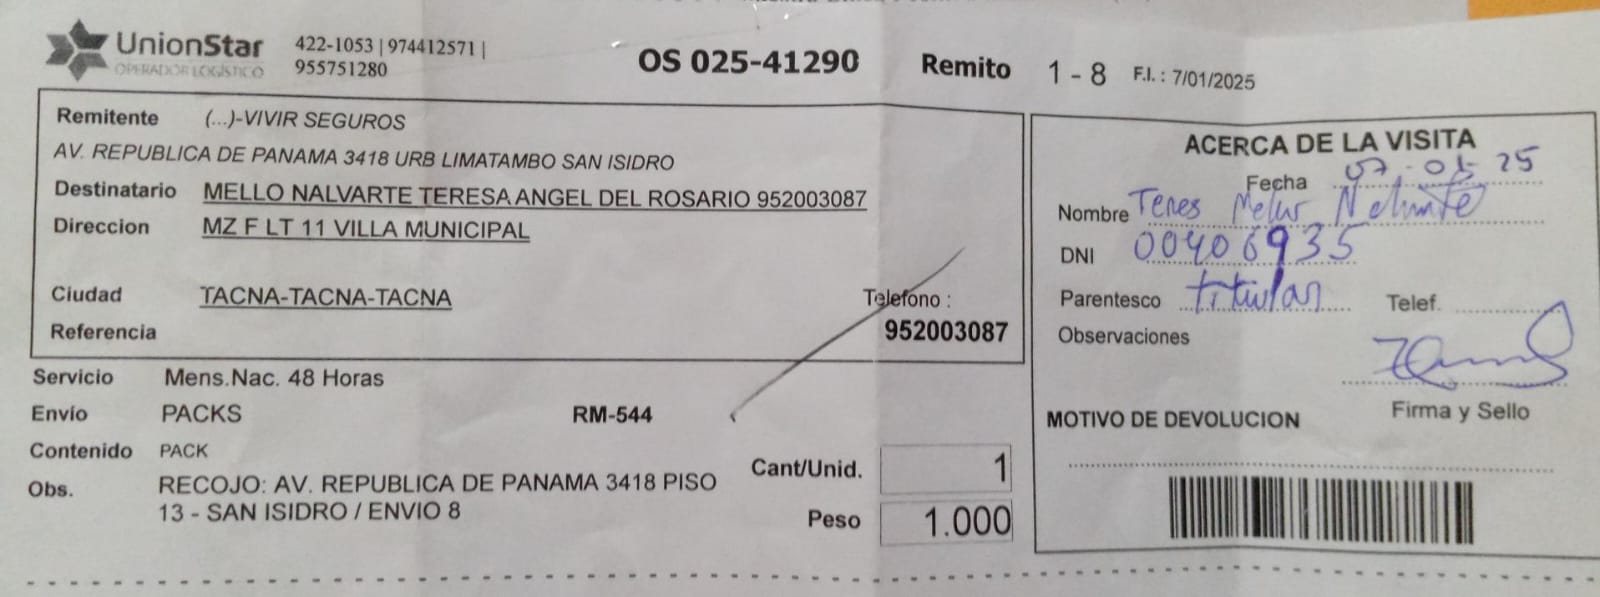 UnionStar
OPERADOR LOGÍSTICO
422-1053 | 974412571 |
955751280
OS 025-41290
Remito 1 - 8 F.I. : 7/01/2025
Remitente (...)-VIVIR SEGUROS
AV. REPUBLICA DE PANAMA 3418 URB LIMATAMBO SAN ISIDRO
Destinatario MELLO NALVARTE TERESA ANGEL DEL ROSARIO 952003087
Direccion MZ F LT 11 VILLA MUNICIPAL
Ciudad TACNA-TACNA-TACNA
Telefono :
Referencia
952003087
Servicio Mens.Nac. 48 Horas
Envío PACKS RM-544
Contenido PACK
Obs. RECOJO: AV. REPUBLICA DE PANAMA 3418 PISO
13 - SAN ISIDRO / ENVIO 8
Cant/Unid. 1
Peso 1.000
ACERCA DE LA VISITA
Fecha 25
Nombre
DNI 00406935
Parentesco titular Telef.
Observaciones
Firma y Sello
MOTIVO DE DEVOLUCION